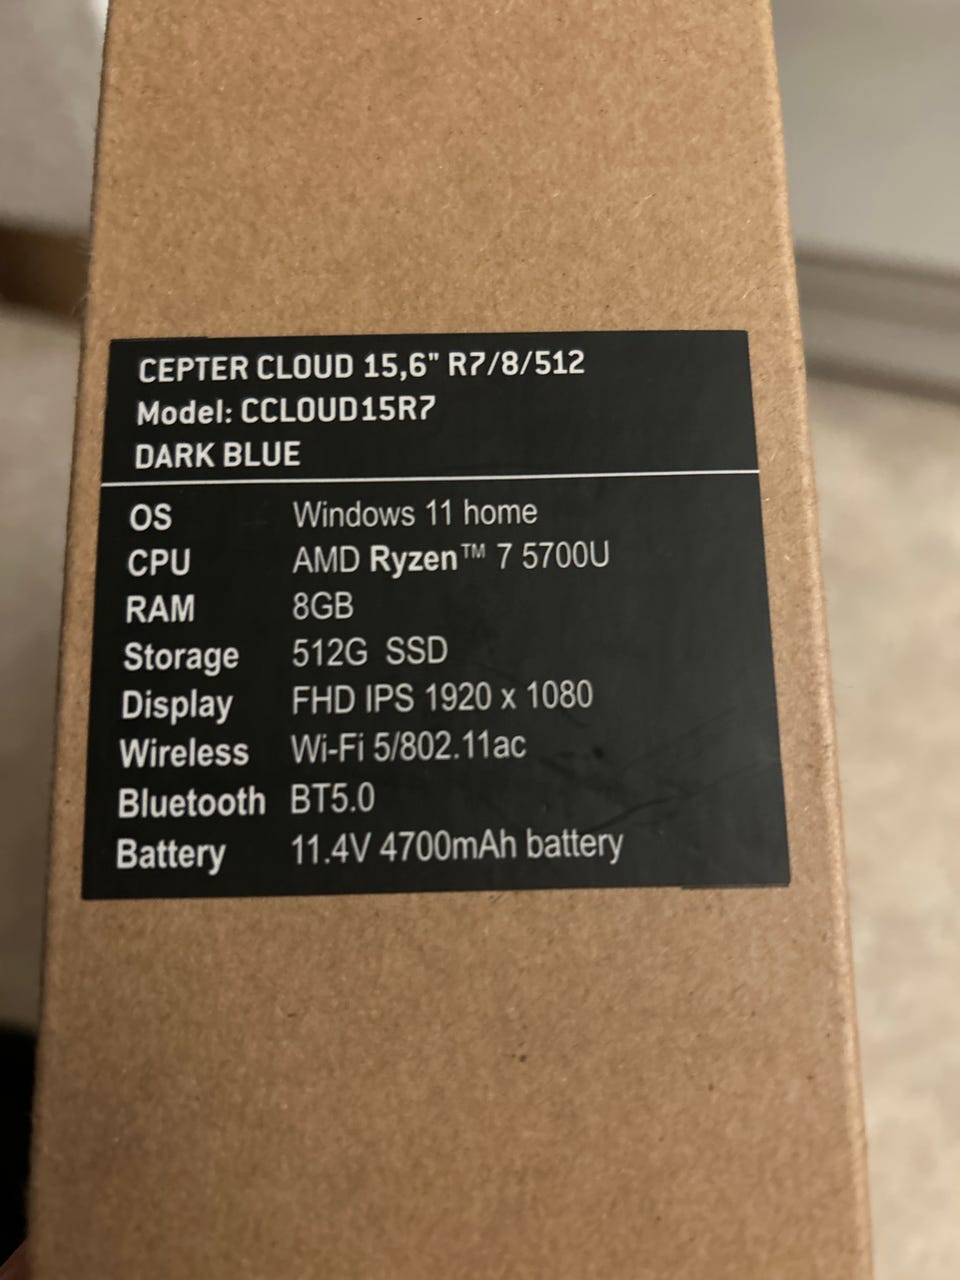 CEPTER CLOUD 15,6" R7/8/512
Model: CCLOUD15R7
DARK BLUE
OS Windows 11 home
CPU AMD Ryzen™ 7 5700U
RAM 8GB
Storage 512G SSD
Display FHD IPS 1920 x 1080
Wireless Wi-Fi 5/802.11ac
Bluetooth BT5.0
Battery 11.4V 4700mAh battery